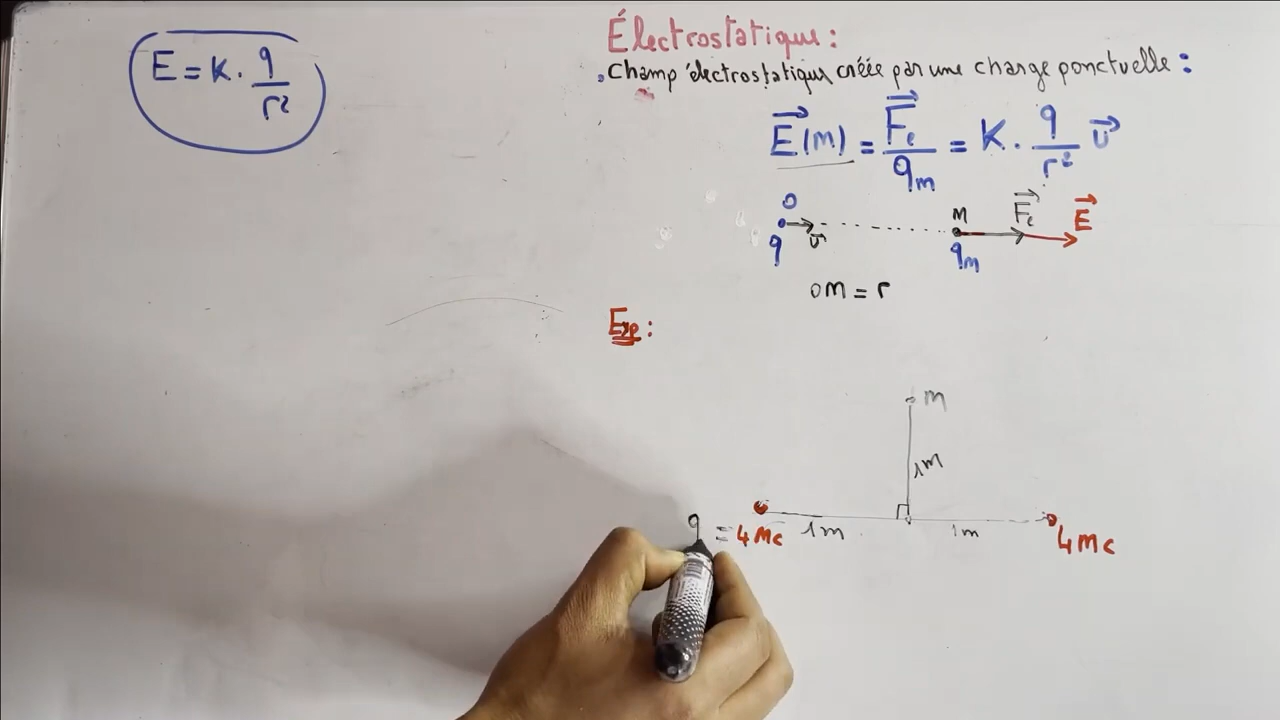 E = K . q / r²
Électrostatique :
. Champ électrostatique créée par une charge ponctuelle :
E(m) = Fe / qm = K . q / r² u
O M Fe E
q u qm
OM = r
Exp :
m
1m
q = 4Mc 1m 1m 4Mc